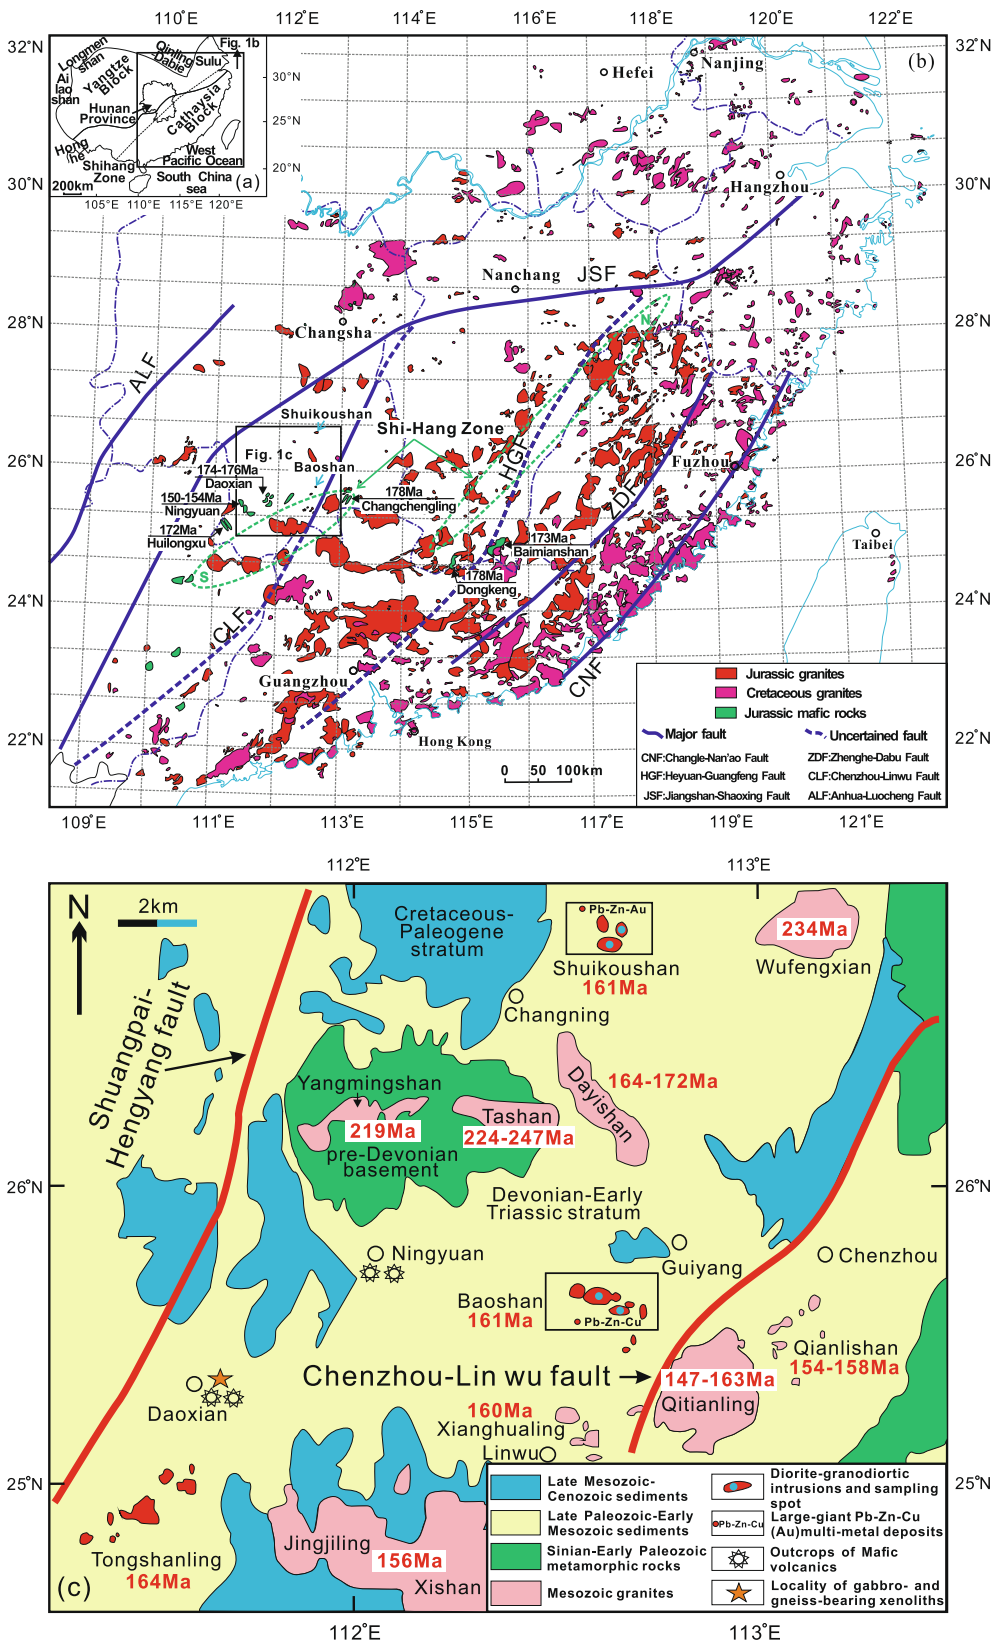 110°E
112°E
114°E
116°E
118°E
120°E
122°E
32°N
30°N
28°N
26°N
24°N
22°N
32°N
30°N
28°N
26°N
24°N
22°N
109°E
111°E
113°E
115°E
117°E
119°E
121°E
Longmen
shan
Qinling
Dabie
Fig. 1b
Sulu
Ai
lao
shan
Yangtze
Block
Hunan
Province
Cathaysia
Block
Hong
he
Shihang
Zone
West
Pacific Ocean
South China
sea
200km
(a)
30°N
25°N
20°N
105°E
110°E
115°E
120°E
(b)
Hefei
Nanjing
Hangzhou
Nanchang
JSF
Changsha
N
ALF
Shuikoushan
Shi-Hang Zone
Fig. 1c
HGF
Baoshan
Fuzhou
174-176Ma
Daoxian
150-154Ma
Ningyuan
178Ma
Changchengling
ZDF
172Ma
Huilongxu
173Ma
Baimianshan
Taibei
S
178Ma
Dongkeng
CLF
CNF
Guangzhou
Hong Kong
0 50 100km
Jurassic granites
Cretaceous granites
Jurassic mafic rocks
Major fault
Uncertained fault
CNF:Changle-Nan'ao Fault
ZDF:Zhenghe-Dabu Fault
HGF:Heyuan-Guangfeng Fault
CLF:Chenzhou-Linwu Fault
JSF:Jiangshan-Shaoxing Fault
ALF:Anhua-Luocheng Fault
112°E
113°E
N
2km
Cretaceous-
Paleogene
stratum
Pb-Zn-Au
Shuikoushan
161Ma
234Ma
Wufengxian
Changning
Shuangpai-
Hengyang fault
Yangmingshan
219Ma
Tashan
224-247Ma
pre-Devonian
basement
Dayishan
164-172Ma
26°N
26°N
Devonian-Early
Triassic stratum
Ningyuan
Guiyang
Chenzhou
Baoshan
161Ma
Pb-Zn-Cu
Qianlishan
154-158Ma
Chenzhou-Lin wu fault
147-163Ma
Qitianling
Daoxian
160Ma
Xianghualing
Linwu
25°N
25°N
Tongshanling
164Ma
Jingjiling
156Ma
Xishan
(c)
Late Mesozoic-
Cenozoic sediments
Late Paleozoic-Early
Mesozoic sediments
Sinian-Early Paleozoic
metamorphic rocks
Mesozoic granites
Diorite-granodiortic
intrusions and sampling
spot
Pb-Zn-Cu
Large-giant Pb-Zn-Cu
(Au)multi-metal deposits
Outcrops of Mafic
volcanics
Locality of gabbro- and
gneiss-bearing xenoliths
112°E
113°E